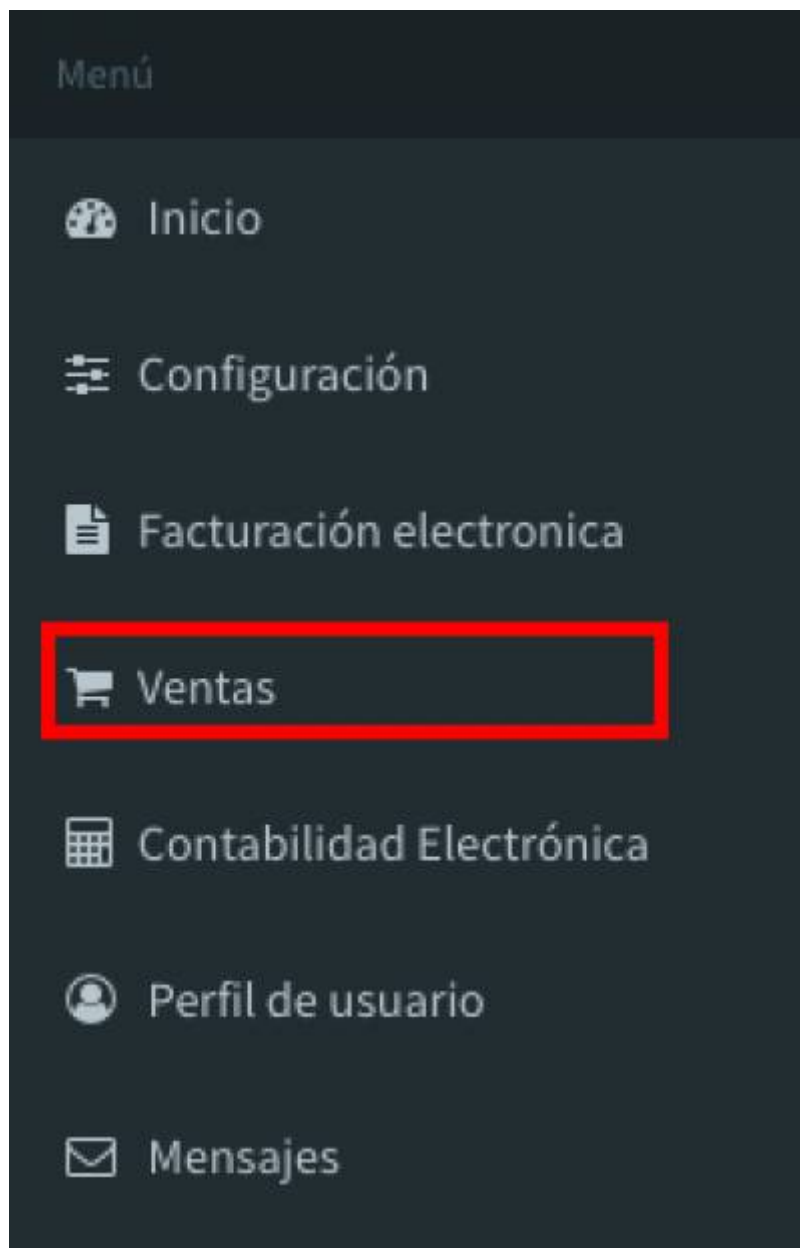 Menú
Inicio
Configuración
Facturación electronica
Ventas
Contabilidad Electrónica
Perfil de usuario
Mensajes